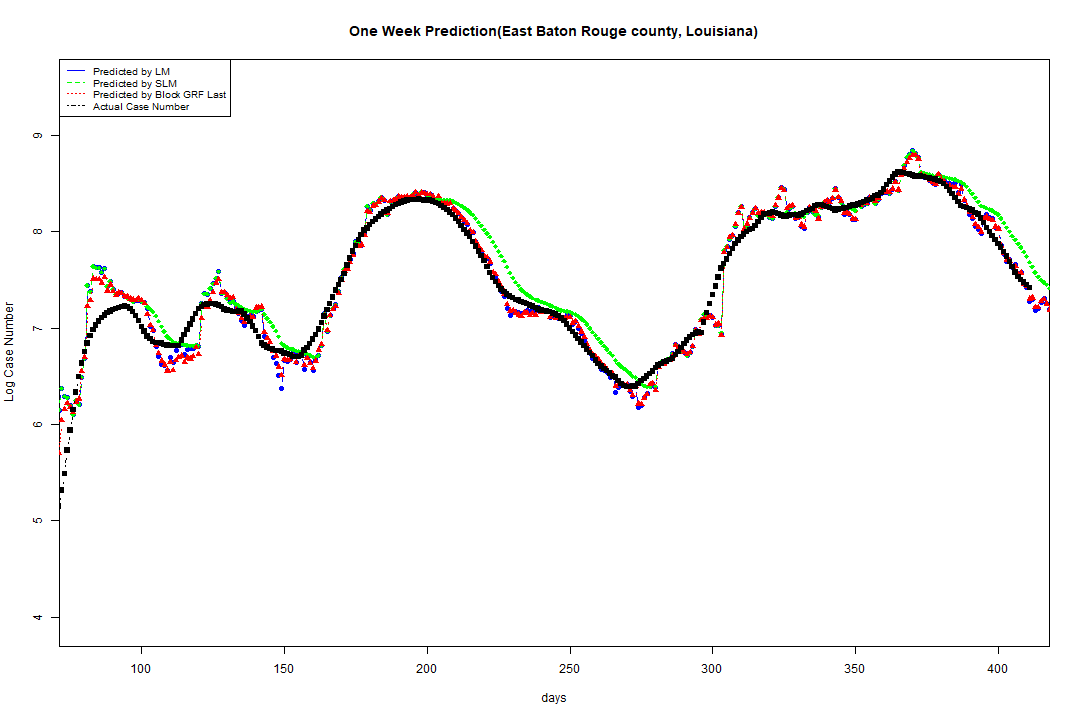 One Week Prediction(East Baton Rouge county, Louisiana)
Predicted by LM
Predicted by SLM
Predicted by Block GRF Last
Actual Case Number
9
8
7
6
5
4
Log Case Number
100 150 200 250 300 350 400
days